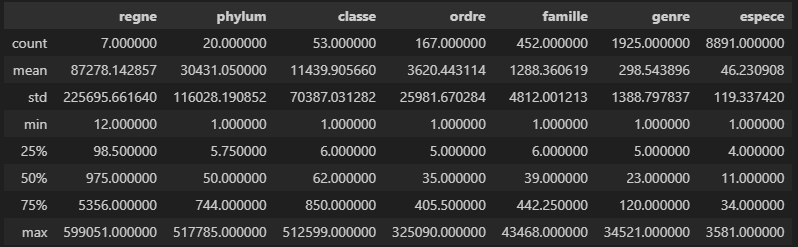 regne phylum classe ordre famille genre espece
count 7.000000 20.000000 53.000000 167.000000 452.000000 1925.000000 8891.000000
mean 87278.142857 30431.050000 11439.905660 3620.443114 1288.360619 298.543896 46.230908
std 225695.661640 116028.190852 70387.031282 25981.670284 4812.001213 1388.797837 119.337420
min 12.000000 1.000000 1.000000 1.000000 1.000000 1.000000 1.000000
25% 98.500000 5.750000 6.000000 5.000000 6.000000 5.000000 4.000000
50% 975.000000 50.000000 62.000000 35.000000 39.000000 23.000000 11.000000
75% 5356.000000 744.000000 850.000000 405.500000 442.250000 120.000000 34.000000
max 599051.000000 517785.000000 512599.000000 325090.000000 43468.000000 34521.000000 3581.000000